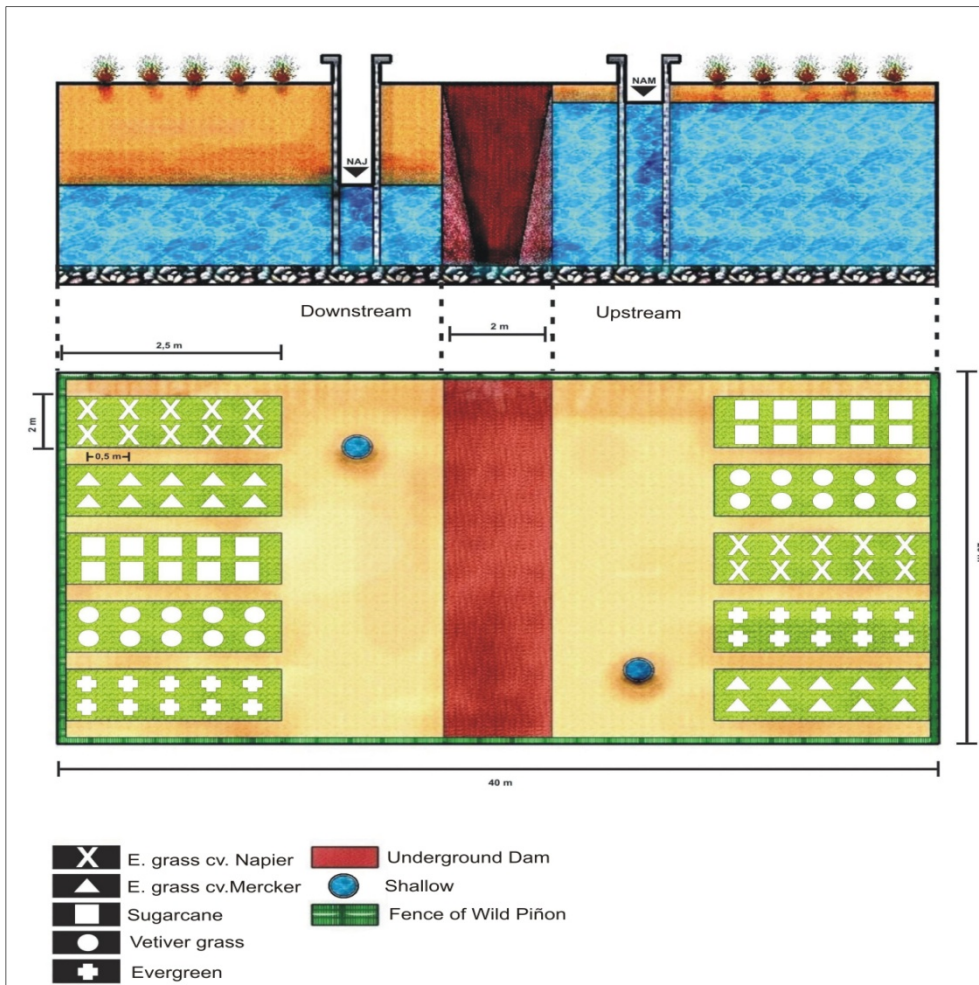 NAJ
NAM
Downstream
Upstream
2 m
2,5 m
2 m
0,5 m
40 m
E. grass cv. Napier
Underground Dam
E. grass cv.Mercker
Shallow
Sugarcane
Fence of Wild Piñon
Vetiver grass
Evergreen